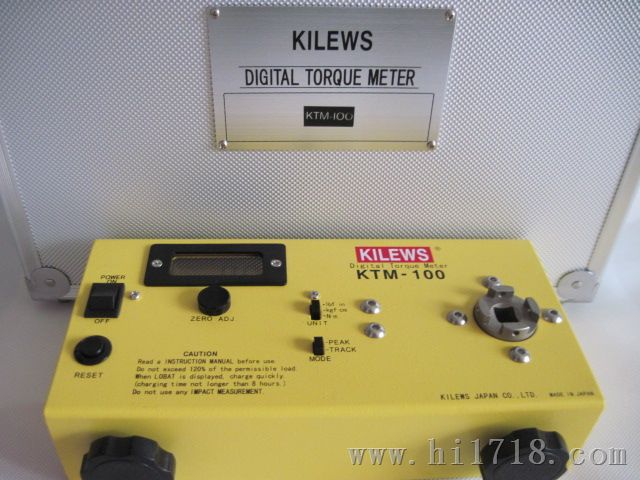 KILEWS
DIGITAL TORQUE METER
KTM-100
KILEWS ®
Digital Torque Meter
KTM-100
POWER
ON
OFF
ZERO ADJ
-lbf in
-kgf cm
-N m
UNIT
-PEAK
-TRACK
MODE
RESET
CAUTION
Read a INSTRUCTION MANUAL before use.
Do not exceed 120% of the permissible load.
When LOBAT is displayed, charge quickly.
(charging time not longer than 8 hours.)
Do not use any IMPACT MEASUREMENT.
KILEWS JAPAN CO., LTD. MADE IN JAPAN
www.hi1718.com